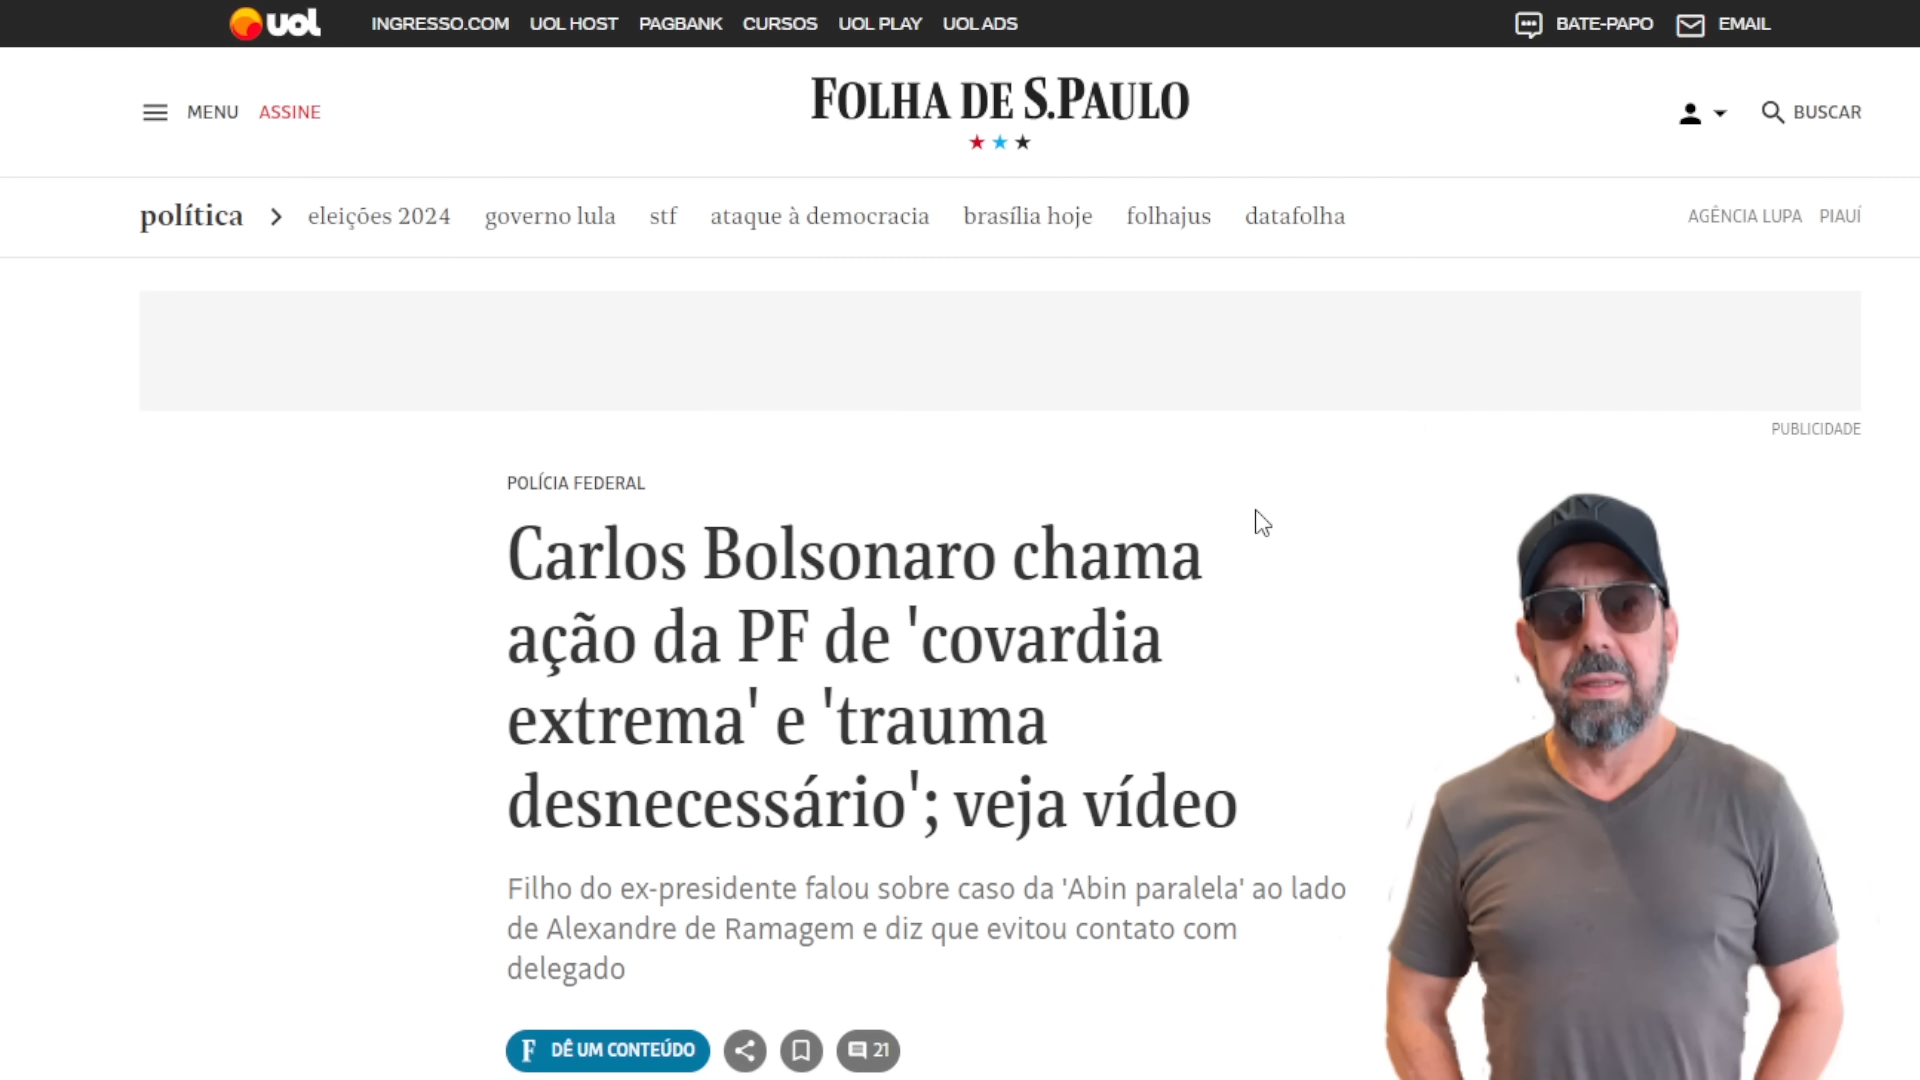 uol INGRESSO.COM UOL HOST PAGBANK CURSOS UOL PLAY UOL ADS BATE-PAPO EMAIL
MENU ASSINE FOLHA DE S.PAULO BUSCAR
política eleições 2024 governo lula stf ataque à democracia brasília hoje folhajus datafolha AGÊNCIA LUPA PIAUÍ
PUBLICIDADE
POLÍCIA FEDERAL
Carlos Bolsonaro chama
ação da PF de 'covardia
extrema' e 'trauma
desnecessário'; veja vídeo
Filho do ex-presidente falou sobre caso da 'Abin paralela' ao lado
de Alexandre de Ramagem e diz que evitou contato com
delegado
F DÊ UM CONTEÚDO 21
NY